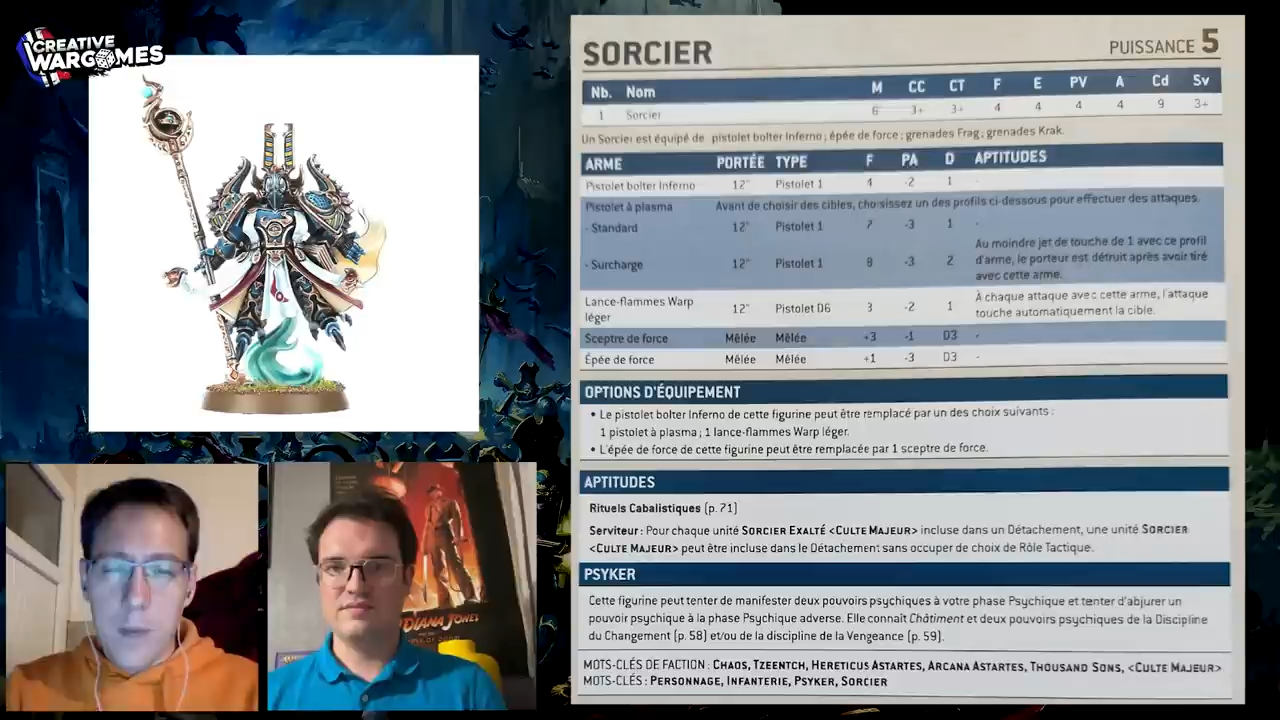 CREATIVE
WARGOMES
SORCIER
PUISSANCE 5
Nb. Nom M CC CT F E PV A Cd Sv
1 Sorcier 6" 3+ 3+ 4 4 4 4 9 3+
Un Sorcier est équipé de : pistolet bolter Inferno ; épée de force ; grenades Frag ; grenades Krak.
ARME PORTÉE TYPE F PA D APTITUDES
Pistolet bolter Inferno 12" Pistolet 1 4 -2 1 -
Pistolet à plasma Avant de choisir des cibles, choisissez un des profils ci-dessous pour effectuer des attaques.
- Standard 12" Pistolet 1 7 -3 1 -
- Surcharge 12" Pistolet 1 8 -3 2 Au moindre jet de touche de 1 avec ce profil
d'arme, le porteur est détruit après avoir tiré
avec cette arme.
Lance-flammes Warp
léger 12" Pistolet D6 3 -2 1 À chaque attaque avec cette arme, l'attaque
touche automatiquement la cible.
Sceptre de force Mêlée Mêlée +3 -1 D3 -
Épée de force Mêlée Mêlée +1 -3 D3 -
OPTIONS D'ÉQUIPEMENT
• Le pistolet bolter Inferno de cette figurine peut être remplacé par un des choix suivants :
1 pistolet à plasma ; 1 lance-flammes Warp léger.
• L'épée de force de cette figurine peut être remplacée par 1 sceptre de force.
APTITUDES
Rituels Cabalistiques (p. 71)
Serviteur : Pour chaque unité SORCIER EXALTÉ <CULTE MAJEUR> incluse dans un Détachement, une unité SORCIER
<CULTE MAJEUR> peut être incluse dans le Détachement sans occuper de choix de Rôle Tactique.
PSYKER
Cette figurine peut tenter de manifester deux pouvoirs psychiques à votre phase Psychique et tenter d'abjurer un
pouvoir psychique à la phase Psychique adverse. Elle connaît Châtiment et deux pouvoirs psychiques de la Discipline
du Changement (p. 58) et/ou de la discipline de la Vengeance (p. 59).
MOTS-CLÉS DE FACTION : CHAOS, TZEENTCH, HERETICUS ASTARTES, ARCANA ASTARTES, THOUSAND SONS, <CULTE MAJEUR>
MOTS-CLÉS : PERSONNAGE, INFANTERIE, PSYKER, SORCIER
DIANA JONES